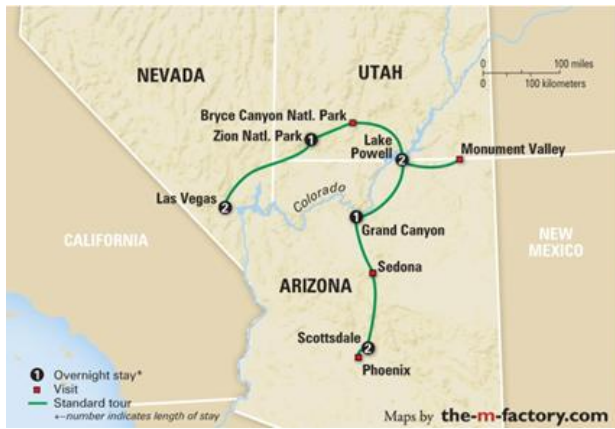 NEVADA
UTAH
0 100 miles
0 100 kilometers
Bryce Canyon Natl. Park
Zion Natl. Park
1
Lake
Powell
2
Monument Valley
Las Vegas
2
Colorado
1
Grand Canyon
CALIFORNIA
NEW
MEXICO
Sedona
ARIZONA
Scottsdale
2
Phoenix
1 Overnight stay*
Visit
Standard tour
*–number indicates length of stay
Maps by the-m-factory.com